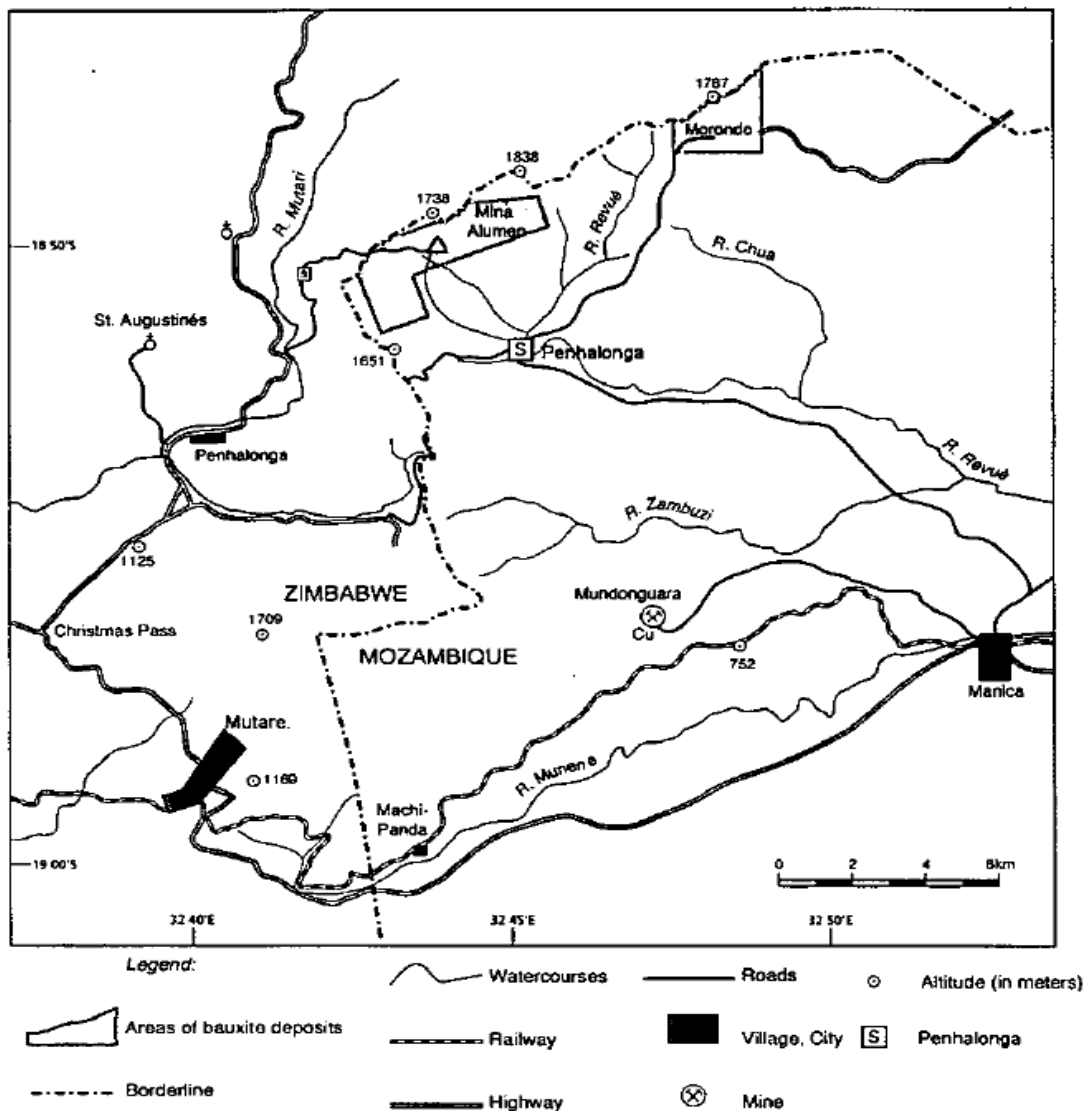 1787
Morondo
1838
1738
R. Mutari
Mina
Alumen
R. Revué
R. Chua
18 50'S
S
St. Augustinés
1651
S
Penhalonga
Penhalonga
R. Revué
R. Zambuzi
1125
ZIMBABWE
Mundonguara
Cu
1709
Christmas Pass
MOZAMBIQUE
752
Manica
Mutare.
1169
R. Munene
Machi-
Panda
19 00'S
0 2 4 6km
32 40'E
32 45'E
32 50'E
Legend:
Watercourses
Roads
Altitude (in meters)
Areas of bauxite deposits
Railway
Village, City
S
Penhalonga
Borderline
Highway
Mine